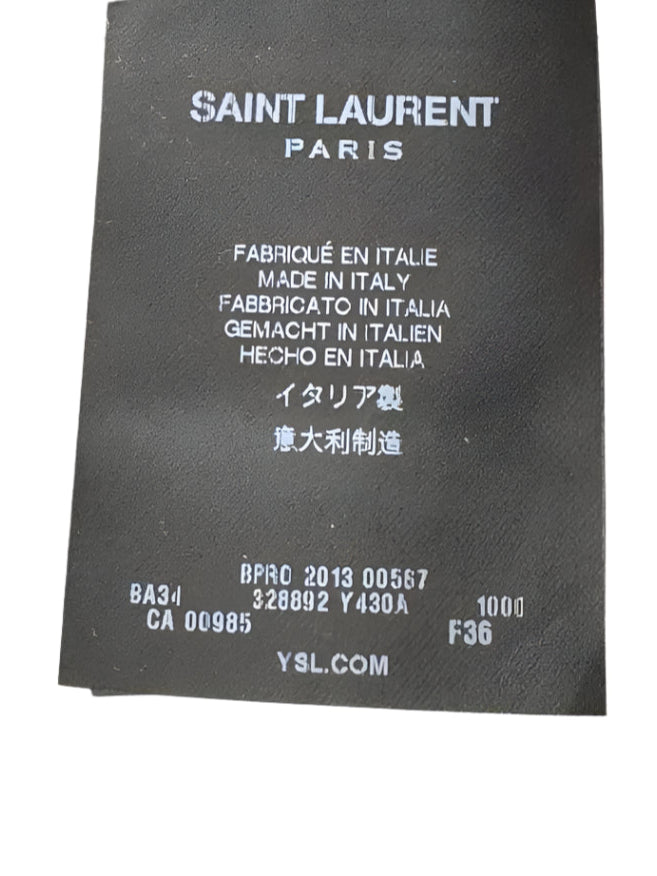 SAINT LAURENT
PARIS
FABRIQUÉ EN ITALIE
MADE IN ITALY
FABBRICATO IN ITALIA
GEMACHT IN ITALIEN
HECHO EN ITALIA
イタリア製
意大利制造
BPRO 2013 00567
BA34 328892 Y430A 1000
CA 00985 F36
YSL.COM